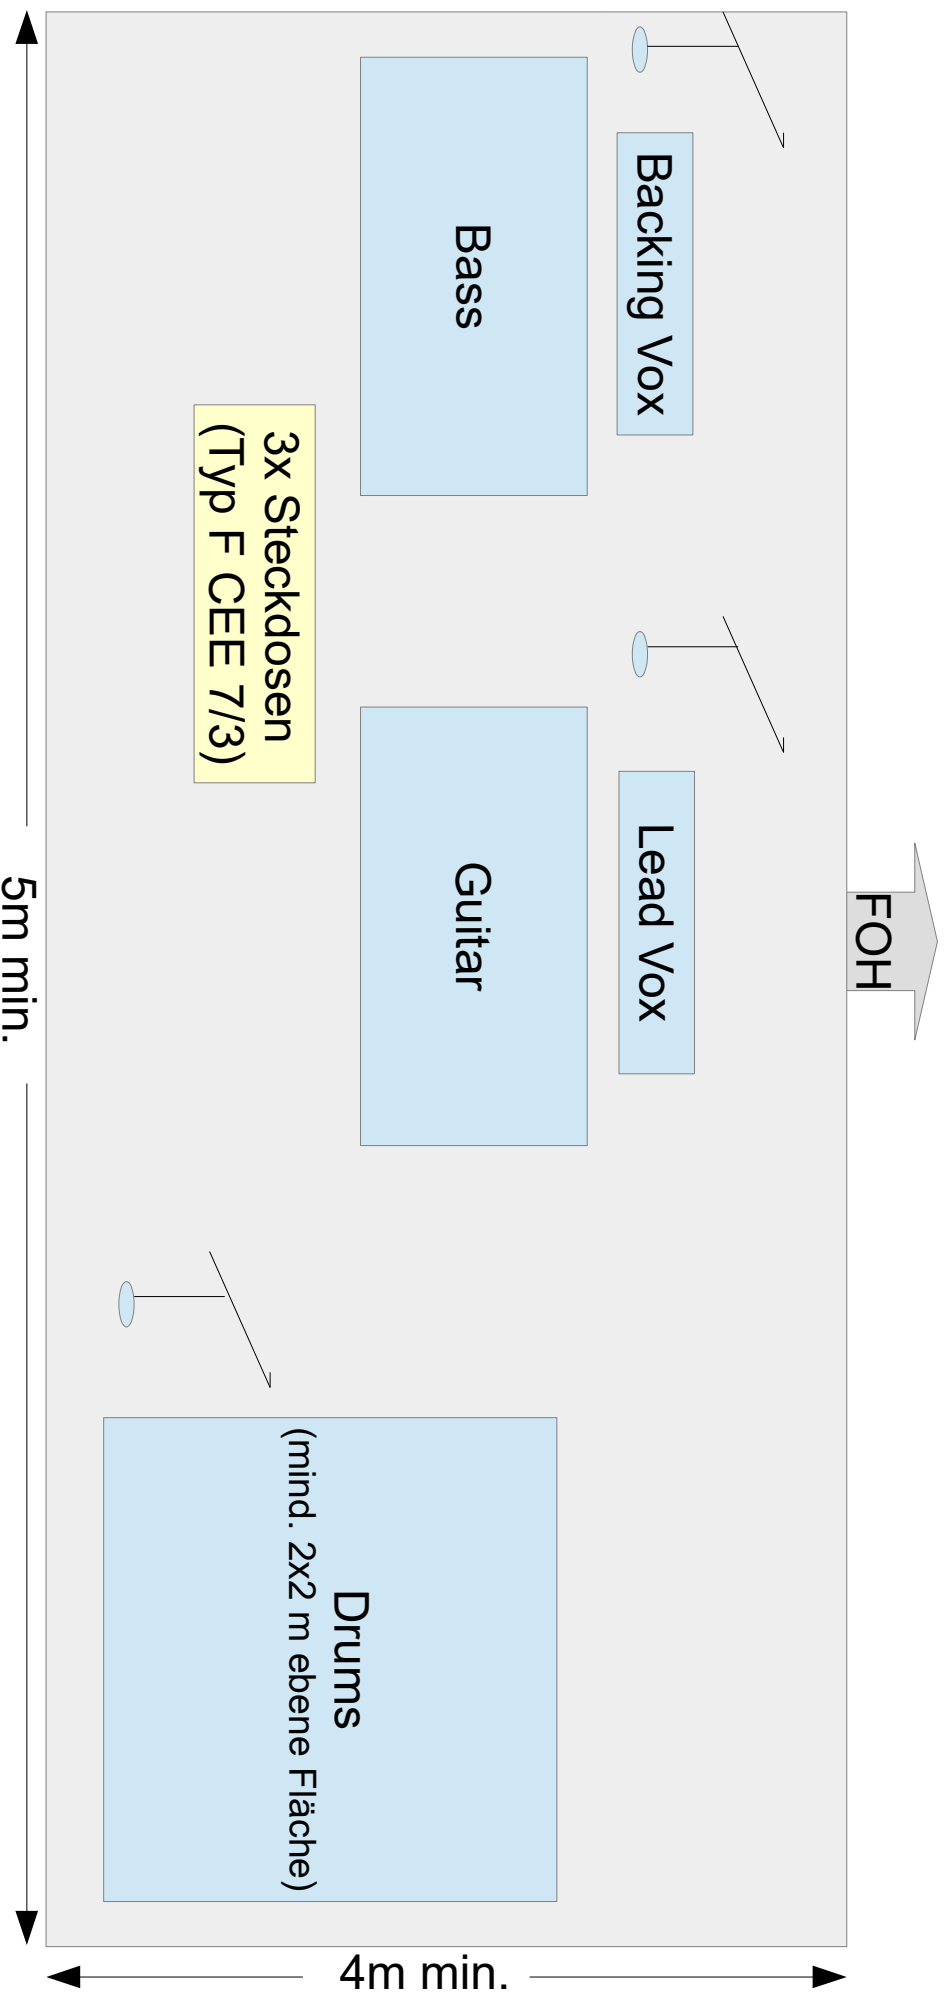 FOH
Backing Vox
Lead Vox
Bass
Guitar
Drums
(mind. 2x2 m ebene Fläche)
3x Steckdosen
(Typ F CEE 7/3)
5m min.
4m min.